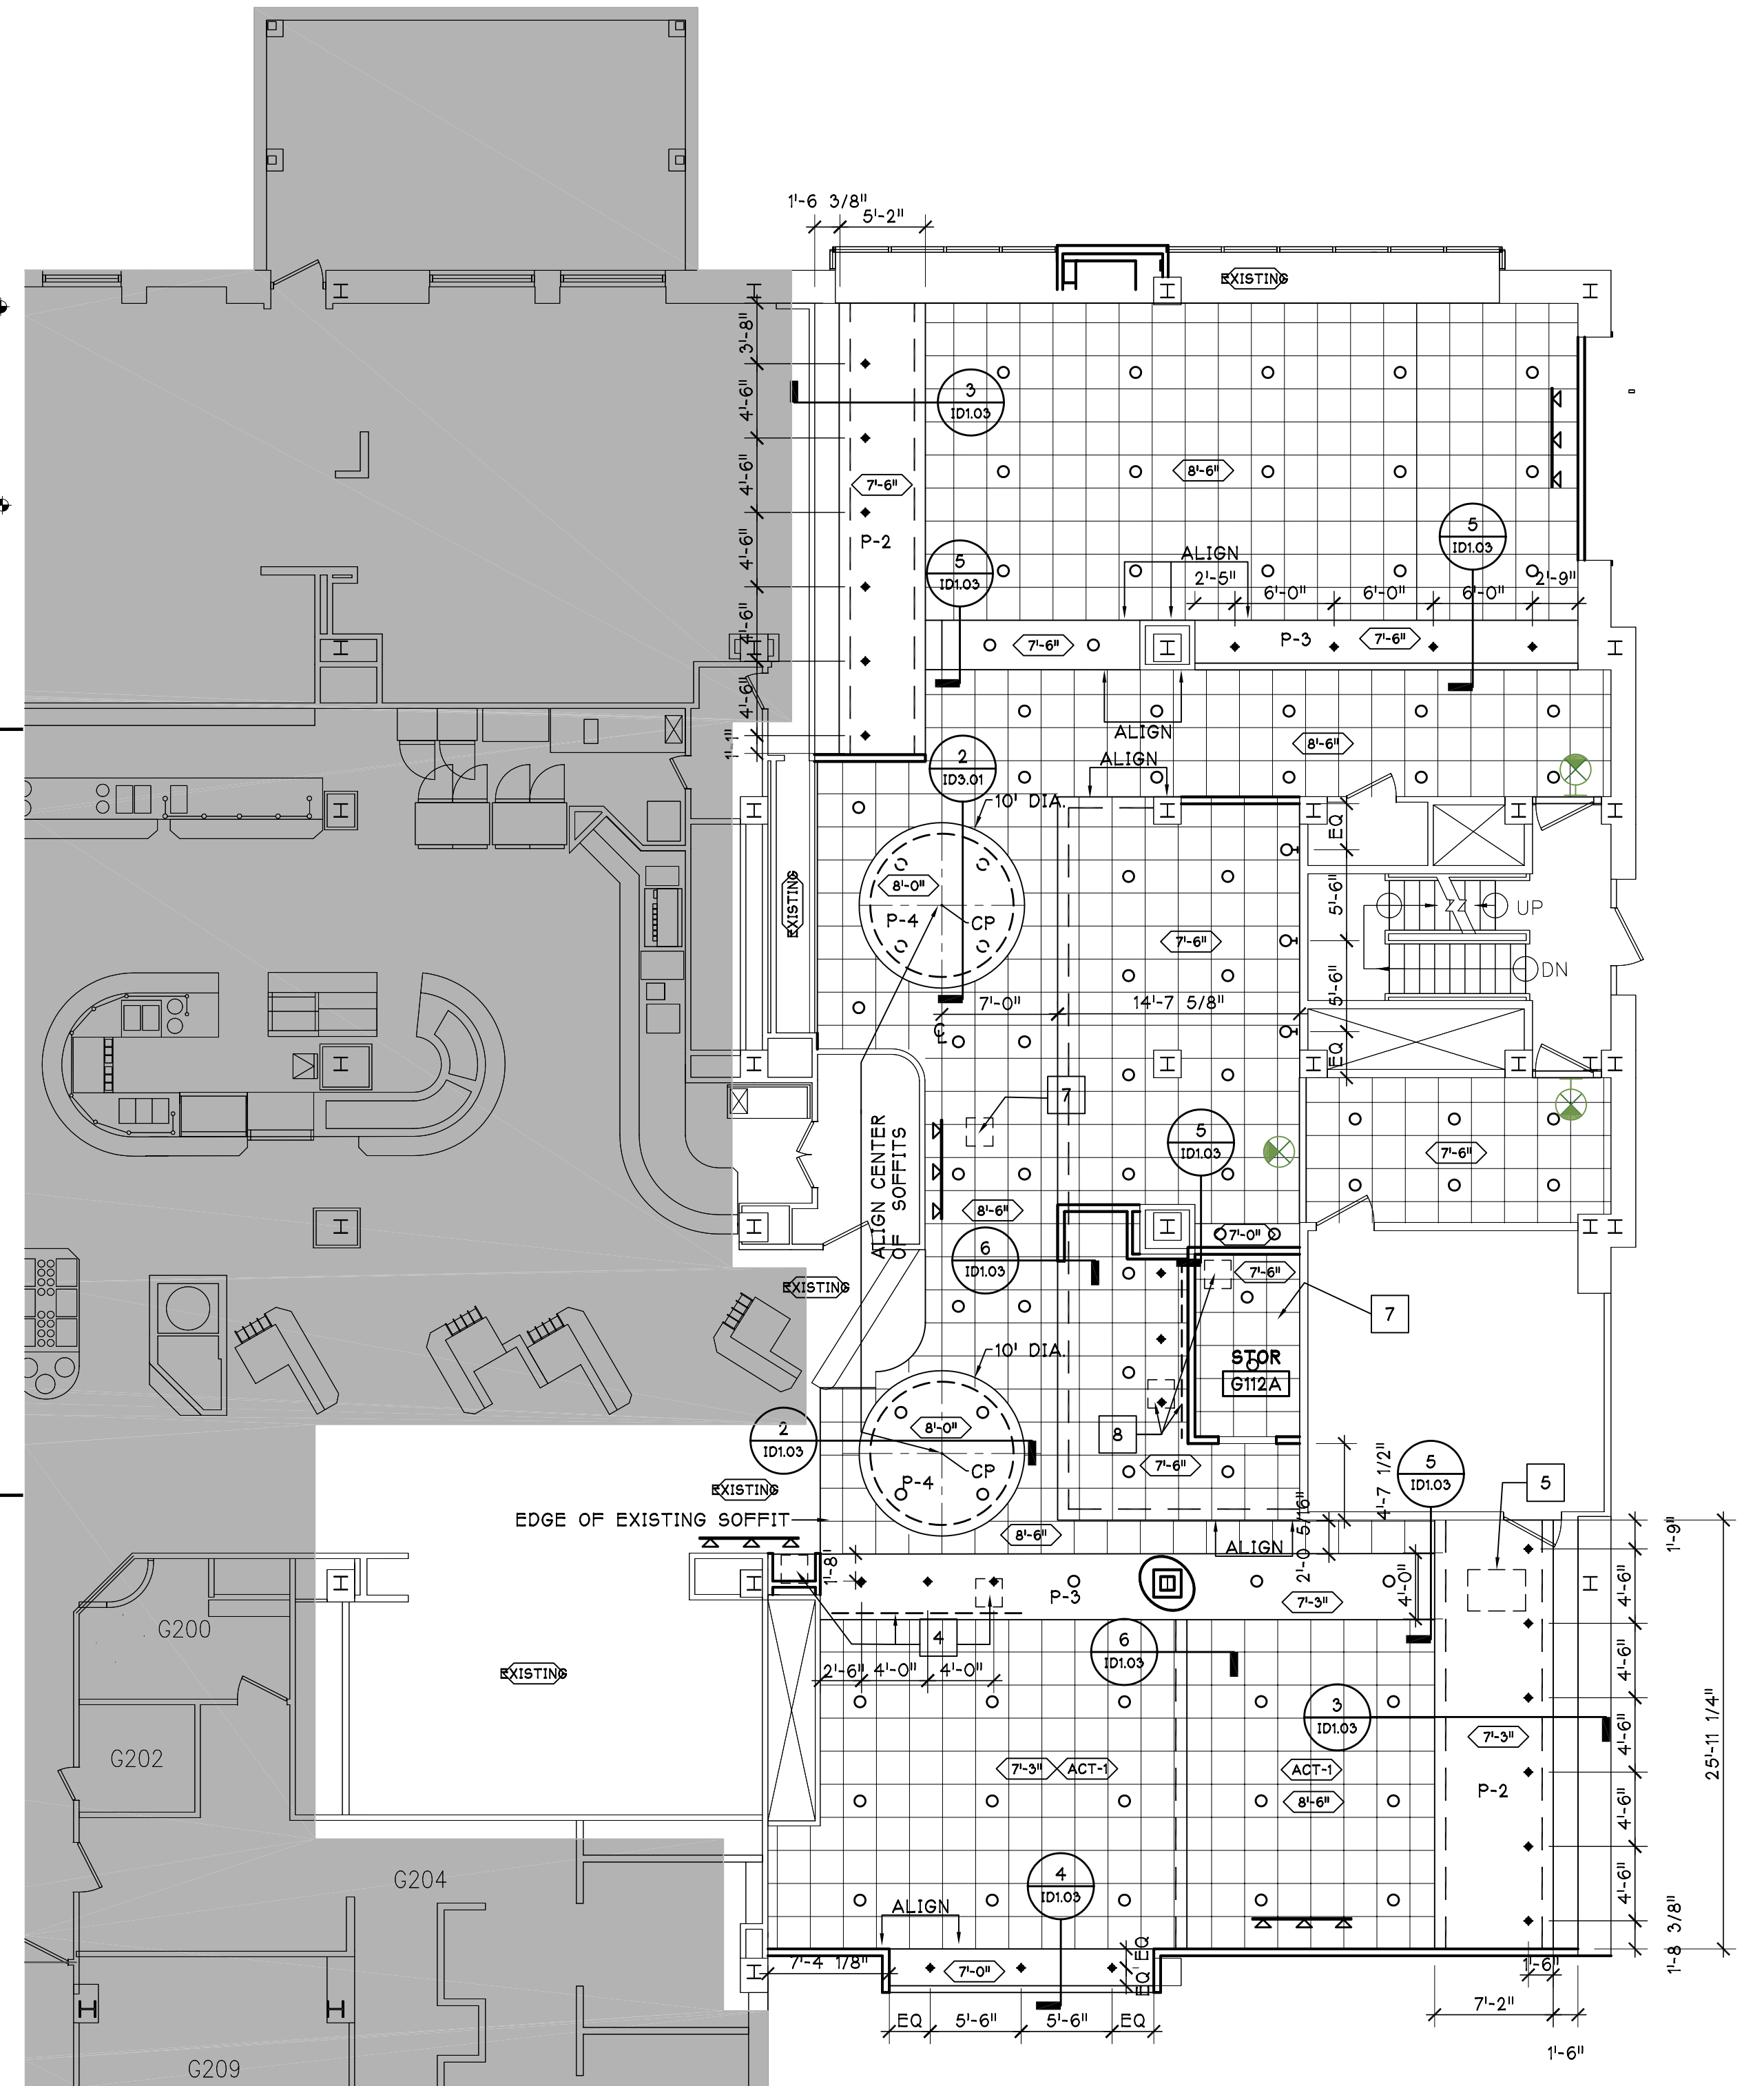 1'-6 3/8"
5'-2"
EXISTING
3'-8"
4'-6"
4'-6"
4'-6"
4'-6"
4'-6"
1'-1"
3
ID1.03
7'-6"
P-2
8'-6"
5
ID1.03
5
ID1.03
ALIGN
2'-5"
6'-0"
6'-0"
6'-0"
2'-9"
7'-6"
P-3
7'-6"
ALIGN
ALIGN
8'-6"
2
ID3.01
10' DIA.
EXISTING
8'-0"
P-4
CP
7'-6"
EQ
5'-6"
5'-6"
EQ
UP
DN
7'-0"
14'-7 5/8"
CL
7
ALIGN CENTER
OF SOFFITS
5
ID1.03
7'-6"
8'-6"
7'-0"
6
ID1.03
7'-6"
EXISTING
7
10' DIA.
STOR
G112A
8
8'-0"
P-4
CP
2
ID1.03
7'-6"
4'-7 1/2"
5
ID1.03
5
EXISTING
EDGE OF EXISTING SOFFIT
8'-6"
ALIGN
2'-0 5/16"
1'-8"
P-3
7'-3"
4'-0"
1'-9"
4'-6"
4'-6"
4'-6"
4'-6"
4'-6"
1'-8 3/8"
25'-11 1/4"
G200
4
EXISTING
2'-6"
4'-0"
4'-0"
6
ID1.03
3
ID1.03
G202
7'-3"
ACT-1
ACT-1
8'-6"
7'-3"
P-2
G204
4
ID1.03
ALIGN
7'-4 1/8"
7'-0"
EQ
EQ
1'-6"
7'-2"
EQ
5'-6"
5'-6"
EQ
1'-6"
G209